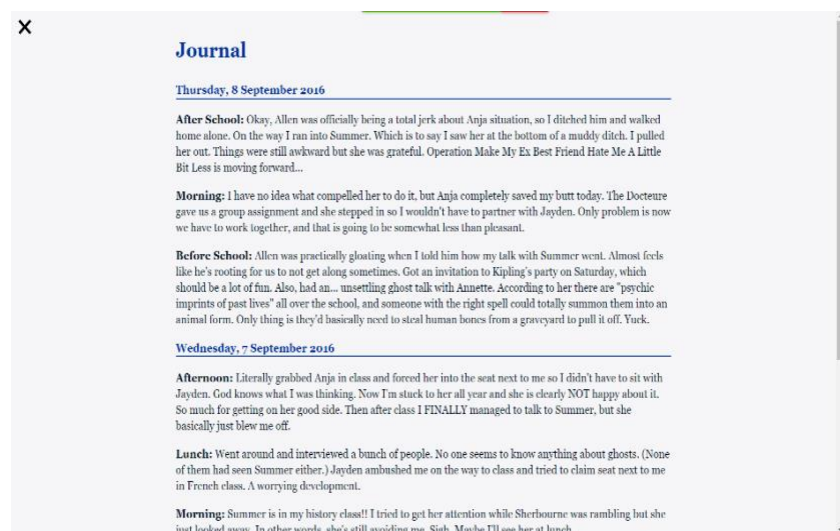 X
Journal
Thursday, 8 September 2016
After School: Okay, Allen was officially being a total jerk about Anja situation, so I ditched him and walked
home alone. On the way I ran into Summer. Which is to say I saw her at the bottom of a muddy ditch. I pulled
her out. Things were still awkward but she was grateful. Operation Make My Ex Best Friend Hate Me A Little
Bit Less is moving forward...
Morning: I have no idea what compelled her to do it, but Anja completely saved my butt today. The Docteure
gave us a group assignment and she stepped in so I wouldn't have to partner with Jayden. Only problem is now
we have to work together, and that is going to be somewhat less than pleasant.
Before School: Allen was practically gloating when I told him how my talk with Summer went. Almost feels
like he's rooting for us to not get along sometimes. Got an invitation to Kipling's party on Saturday, which
should be a lot of fun. Also, had an... unsettling ghost talk with Annette. According to her there are "psychic
imprints of past lives" all over the school, and someone with the right spell could totally summon them into an
animal form. Only thing is they'd basically need to steal human bones from a graveyard to pull it off. Yuck.
Wednesday, 7 September 2016
Afternoon: Literally grabbed Anja in class and forced her into the seat next to me so I didn't have to sit with
Jayden. God knows what I was thinking. Now I'm stuck to her all year and she is clearly NOT happy about it.
So much for getting on her good side. Then after class I FINALLY managed to talk to Summer, but she
basically just blew me off.
Lunch: Went around and interviewed a bunch of people. No one seems to know anything about ghosts. (None
of them had seen Summer either.) Jayden ambushed me on the way to class and tried to claim seat next to me
in French class. A worrying development.
Morning: Summer is in my history class!! I tried to get her attention while Sherbourne was rambling but she
just looked away. In other words, she's still avoiding me. Sigh. Maybe I'll see her at lunch